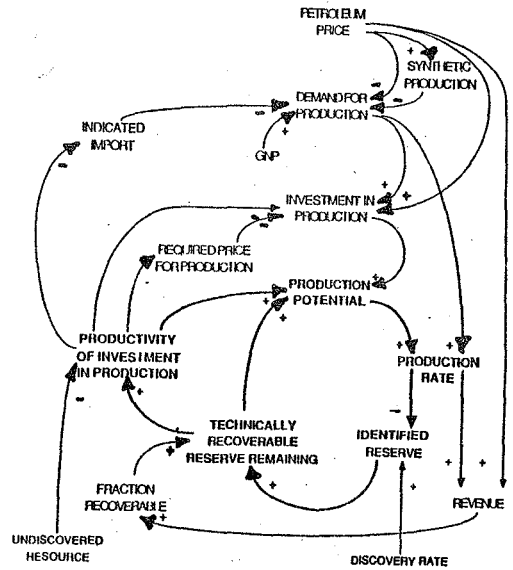 PETROLEUM
PRICE
SYNTHETIC
PRODUCTION
DEMAND FOR
PRODUCTION
INDICATED
IMPORT
GNP
INVESTMENT IN
PRODUCTION
REQUIRED PRICE
FOR PRODUCTION
PRODUCTION
POTENTIAL
PRODUCTIVITY
OF INVESTMENT
IN PRODUCTION
PRODUCTION
RATE
TECHNICALLY
RECOVERABLE
RESERVE REMAINING
IDENTIFIED
RESERVE
FRACTION
RECOVERABLE
REVENUE
UNDISCOVERED
RESOURCE
DISCOVERY RATE